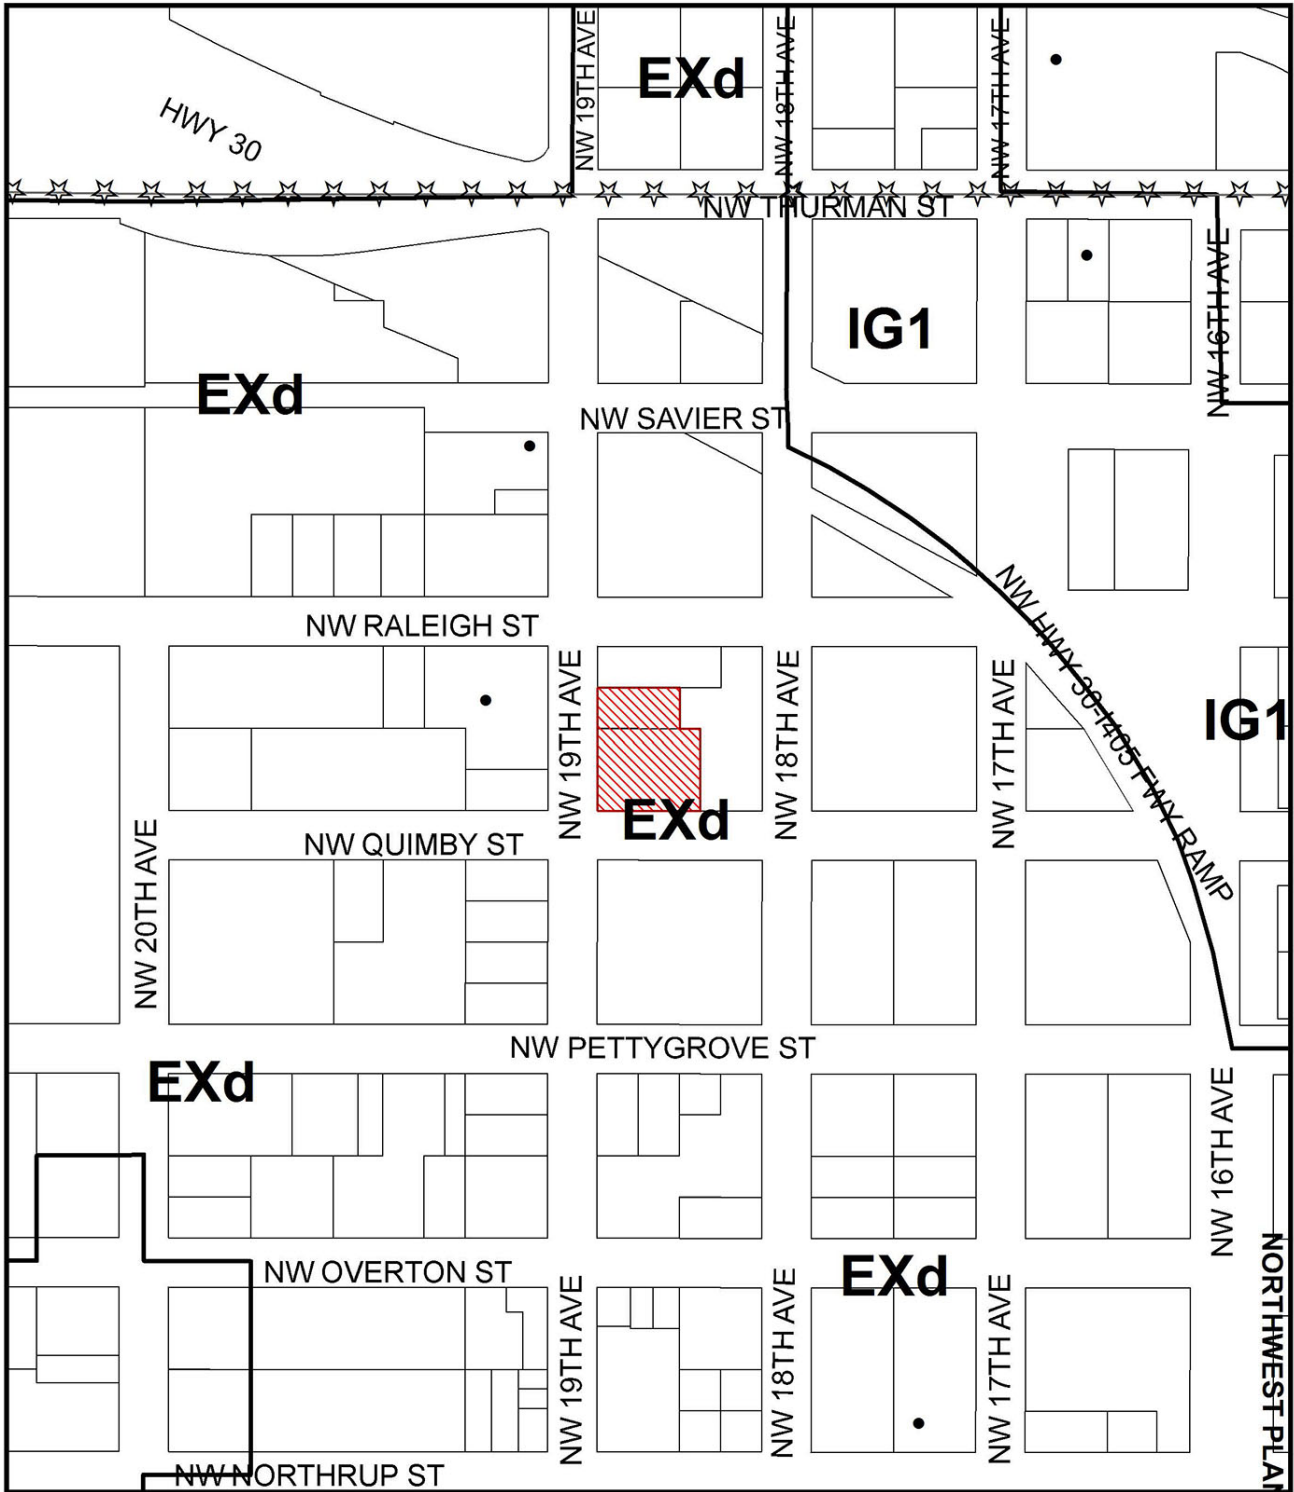 NW 19TH AVE
EXd
NW 18TH AVE
NW 17TH AVE
HWY 30
NW THURMAN ST
IG1
NW 16TH AVE
EXd
NW SAVIER ST
NW HWY 30-I405 FWY RAMP
NW RALEIGH ST
NW 19TH AVE
NW 18TH AVE
NW 17TH AVE
IG1
EXd
NW QUIMBY ST
NW 20TH AVE
NW PETTYGROVE ST
EXd
NW 16TH AVE
NORTHWEST PLAN
NW OVERTON ST
EXd
NW 19TH AVE
NW 18TH AVE
NW 17TH AVE
NW NORTHRUP ST